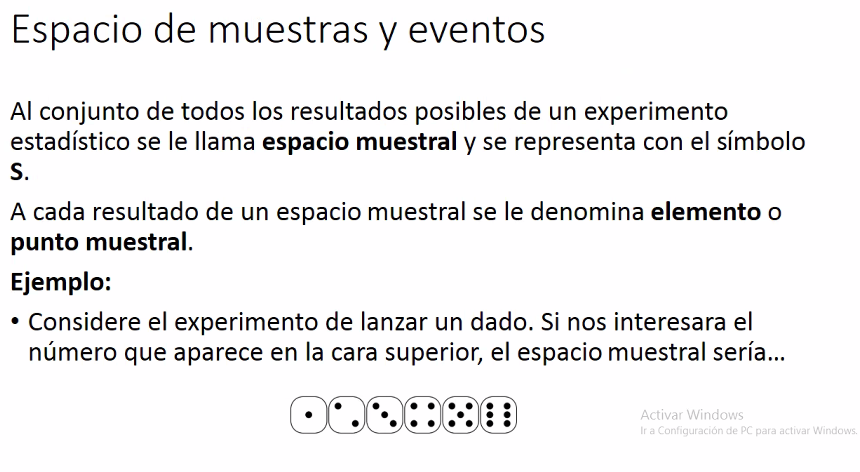 Espacio de muestras y eventos
Al conjunto de todos los resultados posibles de un experimento
estadístico se le llama espacio muestral y se representa con el símbolo
S.
A cada resultado de un espacio muestral se le denomina elemento o
punto muestral.
Ejemplo:
• Considere el experimento de lanzar un dado. Si nos interesara el
número que aparece en la cara superior, el espacio muestral sería...
Activar Windows
Ir a Configuración de PC para activar Windows.